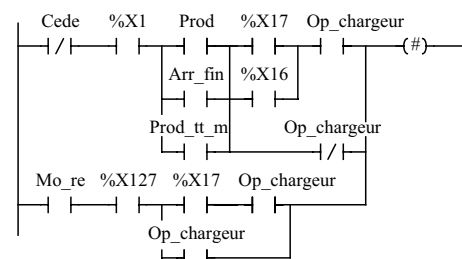 Cede %X1 Prod %X17 Op_chargeur
(#)
Arr_fin %X16
Prod_tt_m Op_chargeur
Mo_re %X127 %X17 Op_chargeur
Op_chargeur